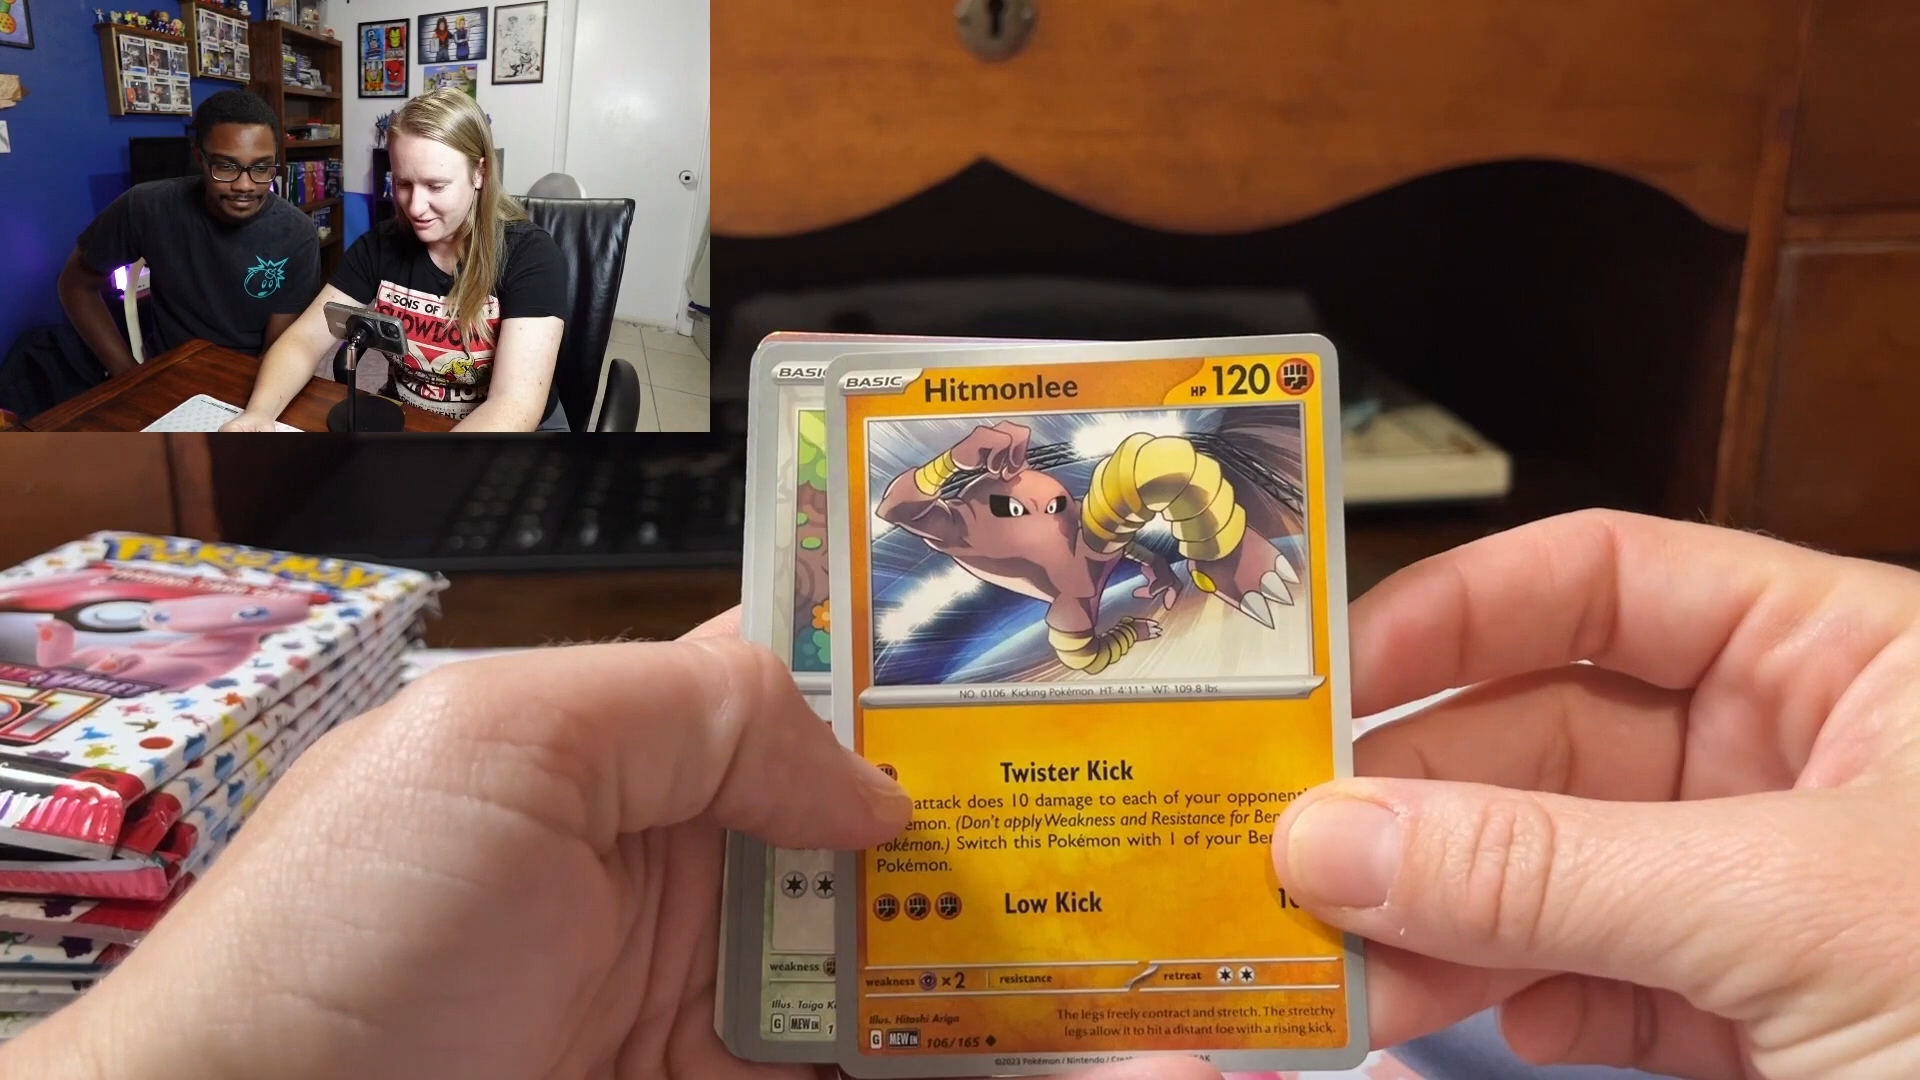 SONS OF
SHOWDOWN
POKÉMON
151
BASIC
BASIC Hitmonlee HP 120
NO. 0106 Kicking Pokémon HT: 4'11" WT: 109.8 lbs.
Twister Kick
attack does 10 damage to each of your opponent'
emon. (Don't apply Weakness and Resistance for Ben
Pokémon.) Switch this Pokémon with 1 of your Ben
Pokémon.
Low Kick
weakness
weakness ×2 resistance retreat
Illus. Taiga
G MEW EN 1
Illus. Hitoshi Ariga
The legs freely contract and stretch. The stretchy
legs allow it to hit a distant foe with a rising kick.
G MEW EN 106/165
©2023 Pokémon / Nintendo /